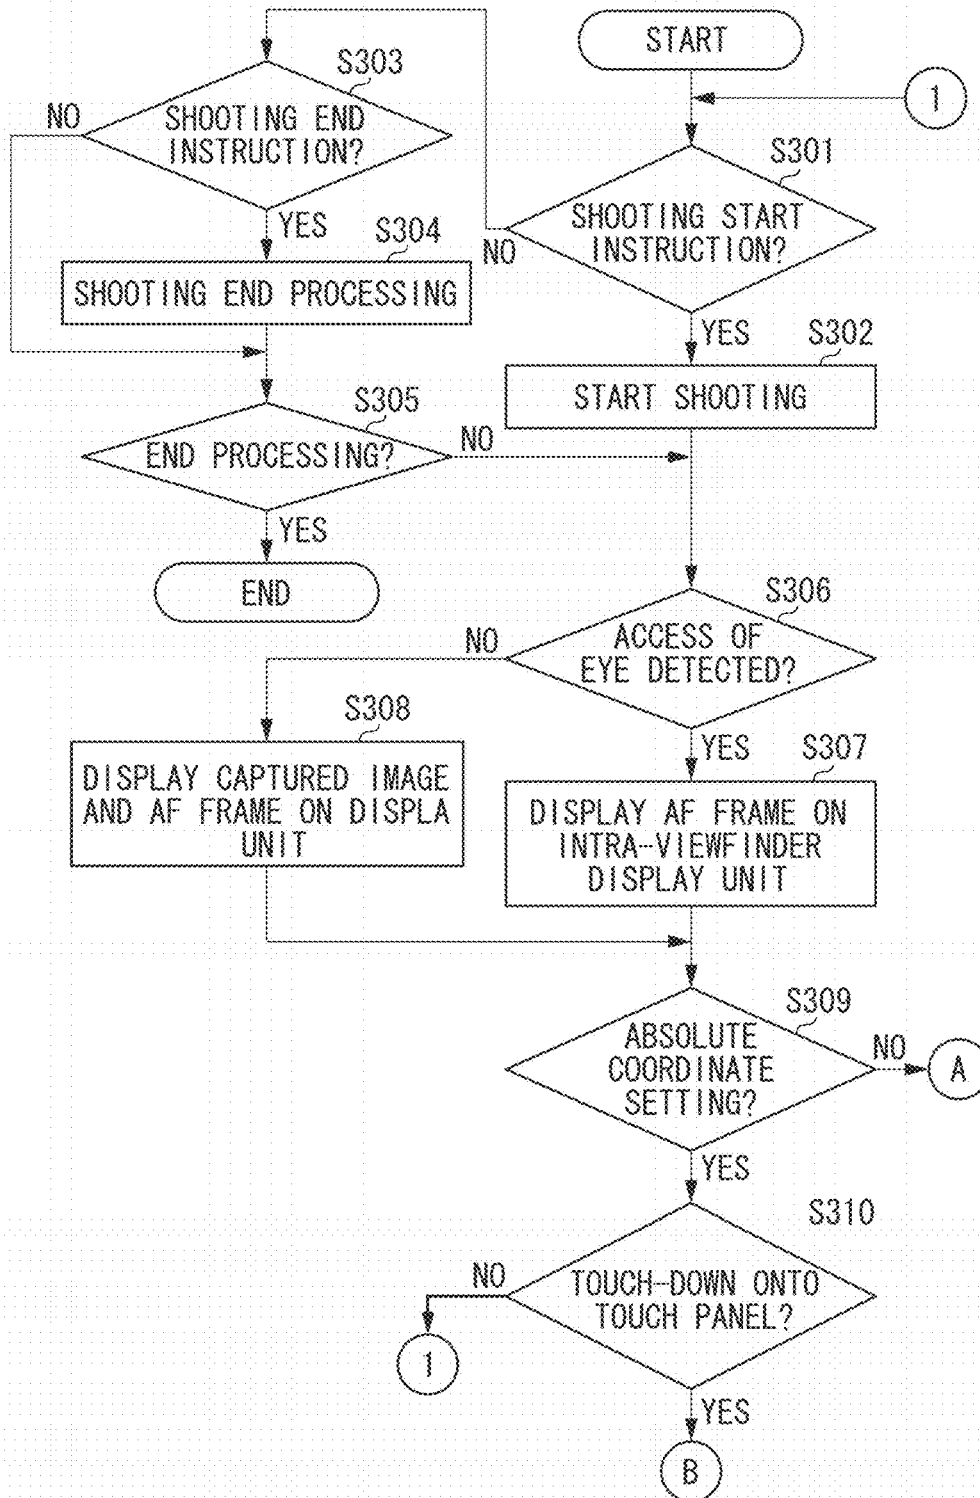 START
1
S301
SHOOTING START
INSTRUCTION?
NO
YES
S303
NO
SHOOTING END
INSTRUCTION?
YES
S304
SHOOTING END PROCESSING
S302
START SHOOTING
S305
END PROCESSING?
NO
YES
END
S306
ACCESS OF
EYE DETECTED?
NO
YES
S308
DISPLAY CAPTURED IMAGE
AND AF FRAME ON DISPLA
UNIT
S307
DISPLAY AF FRAME ON
INTRA-VIEWFINDER
DISPLAY UNIT
S309
ABSOLUTE
COORDINATE
SETTING?
NO
A
YES
S310
TOUCH-DOWN ONTO
TOUCH PANEL?
NO
1
YES
B